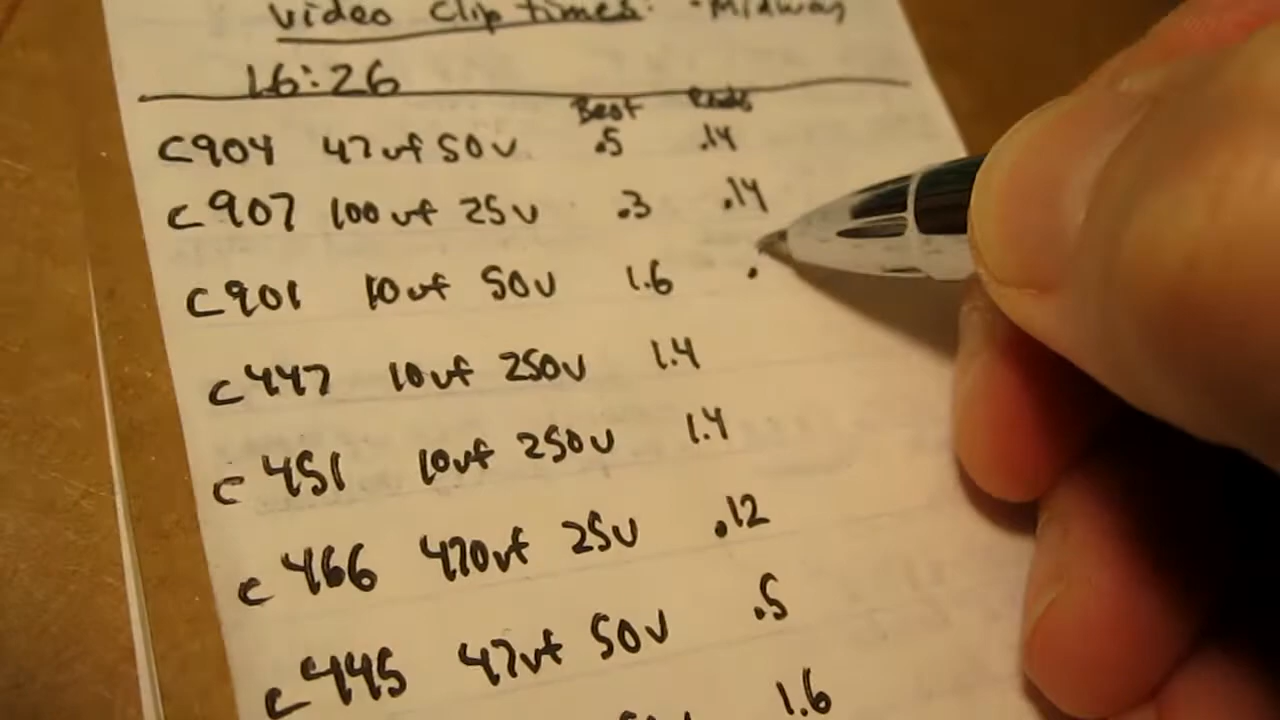 Video Clip times: - Midway
16:26
Best Reads
C904 47uf 50v .5 .14
C907 100uf 25v .3 .14
C901 10uf 50v 1.6 .
C447 10uf 250v 1.4
C451 10uf 250v 1.4
C466 470uf 25v .12
C445 47uf 50v .5
1.6